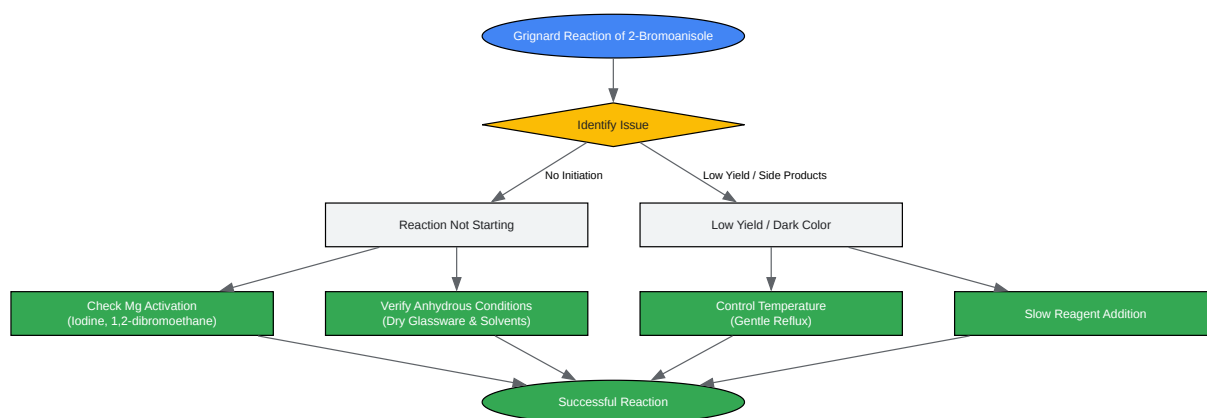 Grignard Reaction of 2-Bromoanisole
Identify Issue
No Initiation
Low Yield / Side Products
Reaction Not Starting
Low Yield / Dark Color
Check Mg Activation
(Iodine, 1,2-dibromoethane)
Verify Anhydrous Conditions
(Dry Glassware & Solvents)
Control Temperature
(Gentle Reflux)
Slow Reagent Addition
Successful Reaction